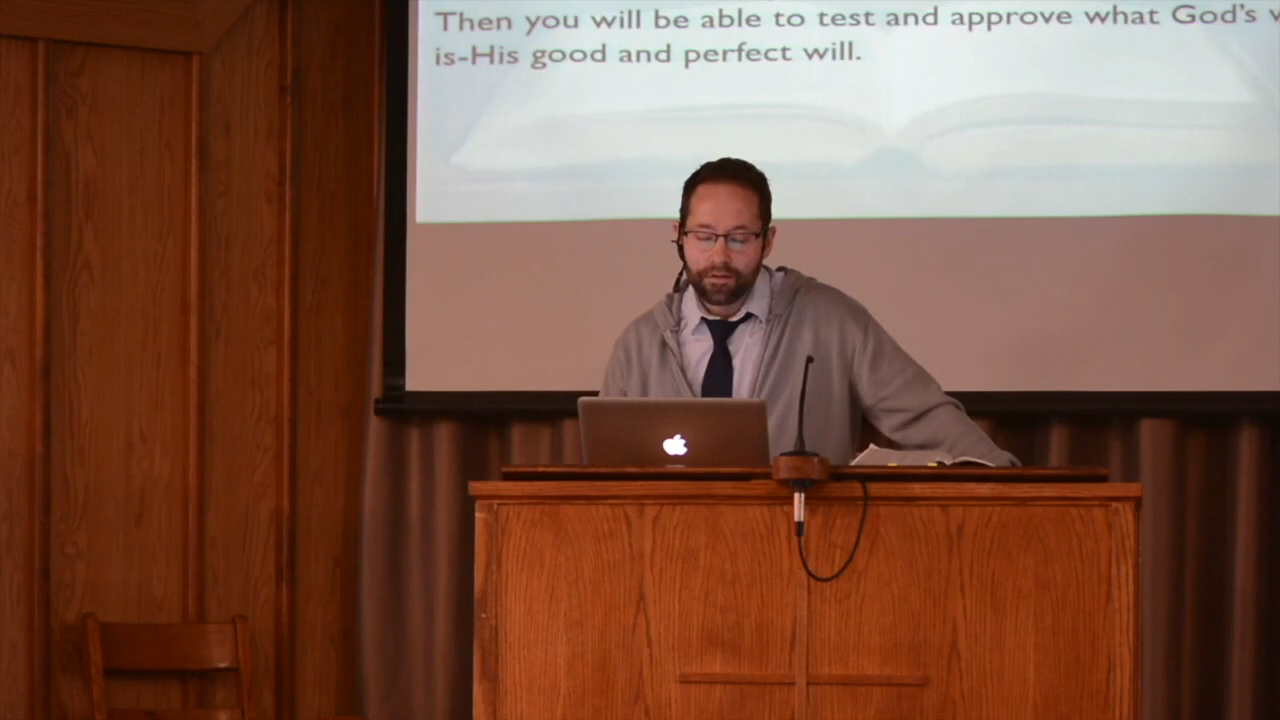 Then you will be able to test and approve what God's
is-His good and perfect will.